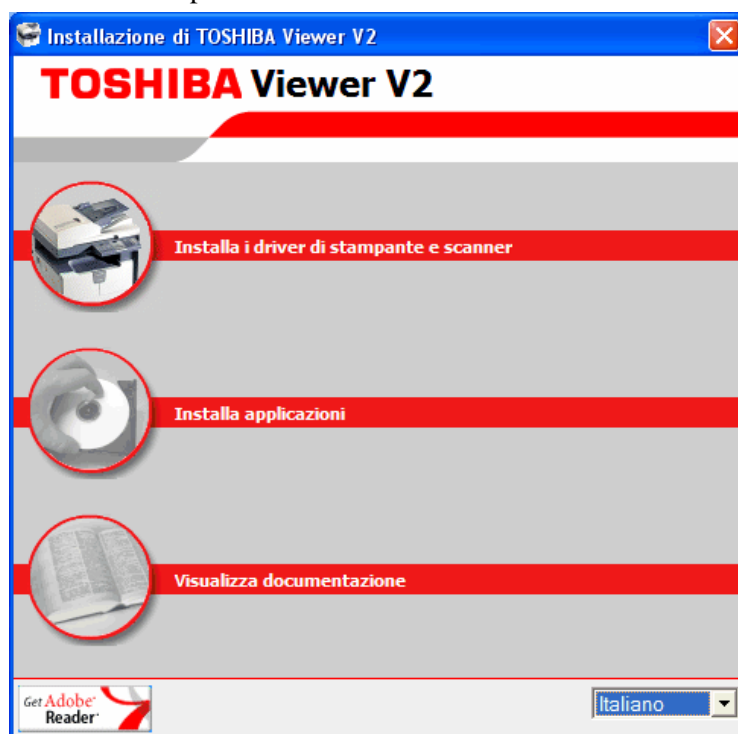 Installazione di TOSHIBA Viewer V2
TOSHIBA Viewer V2
Installa i driver di stampante e scanner
Installa applicazioni
Visualizza documentazione
Get Adobe®
Reader®
Italiano